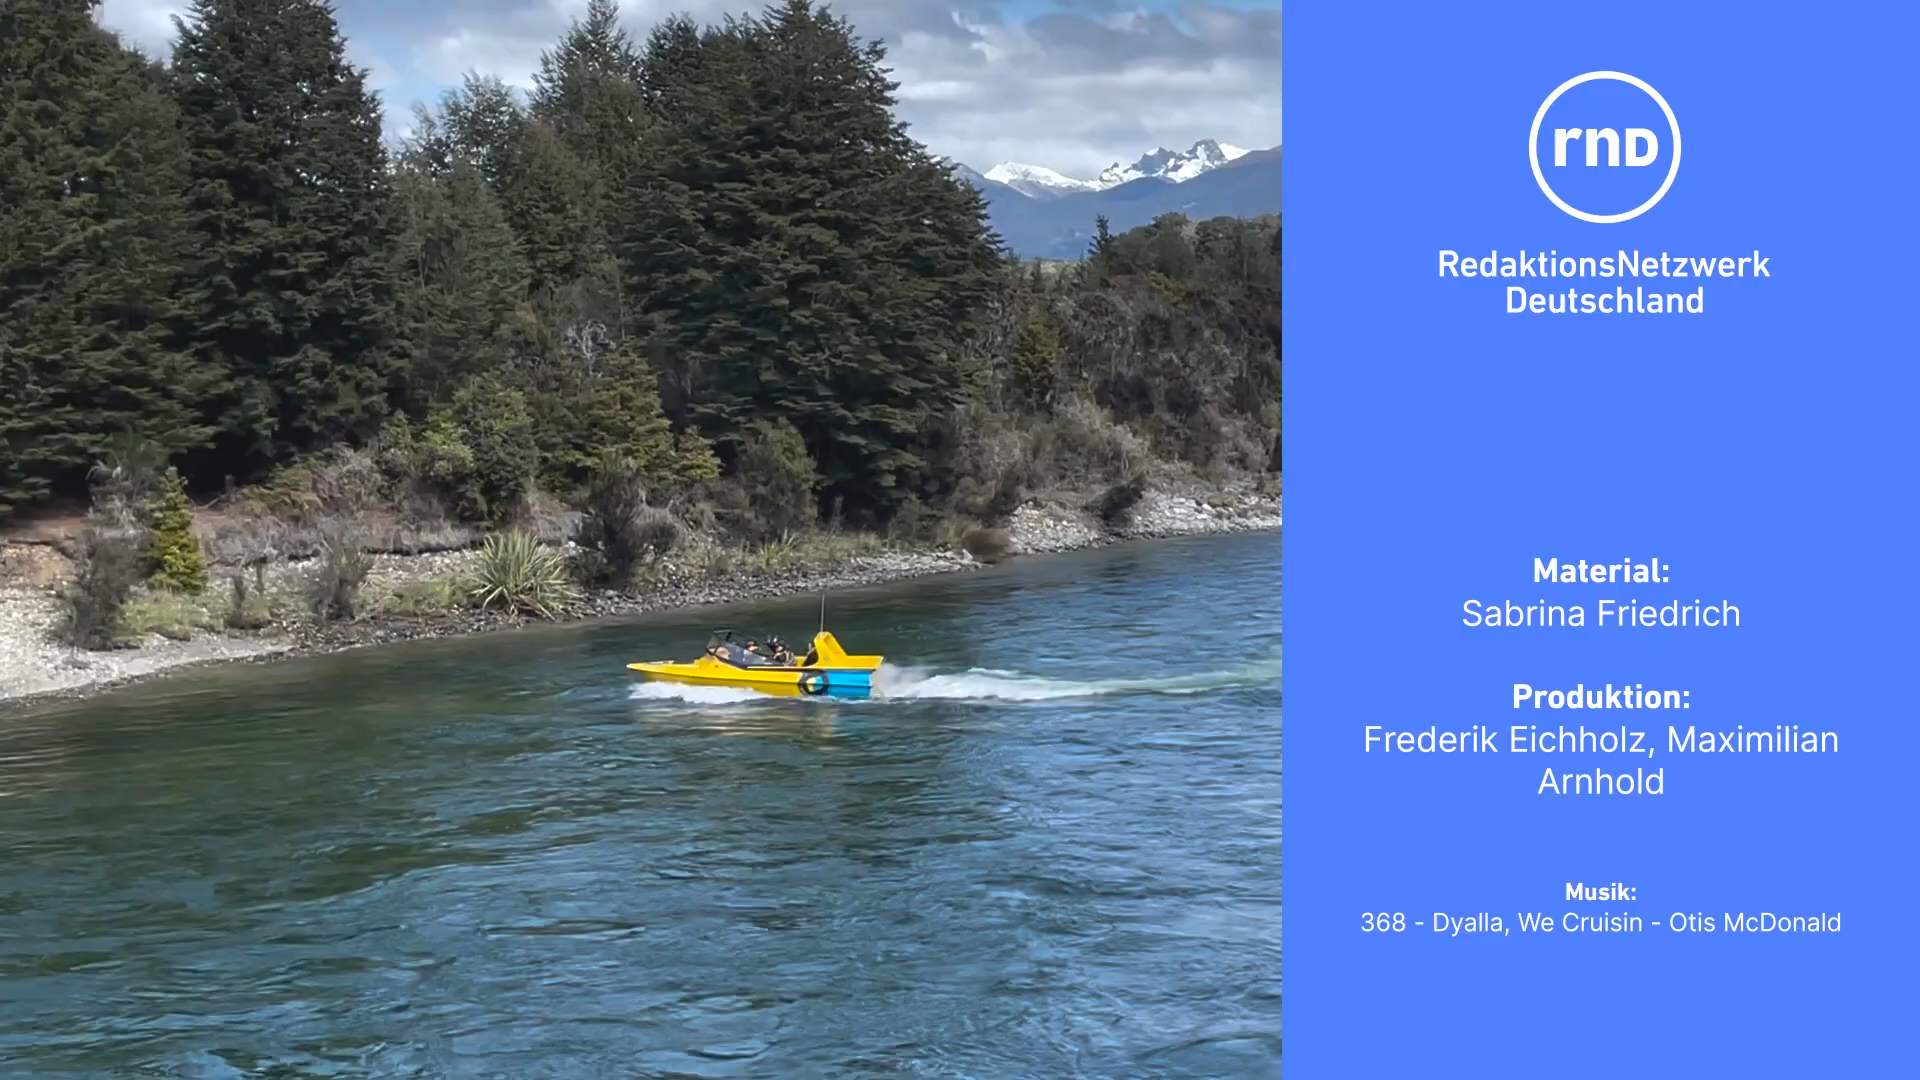 rnd
RedaktionsNetzwerk
Deutschland
Material:
Sabrina Friedrich
Produktion:
Frederik Eichholz, Maximilian
Arnhold
Musik:
368 - Dyalla, We Cruisin - Otis McDonald